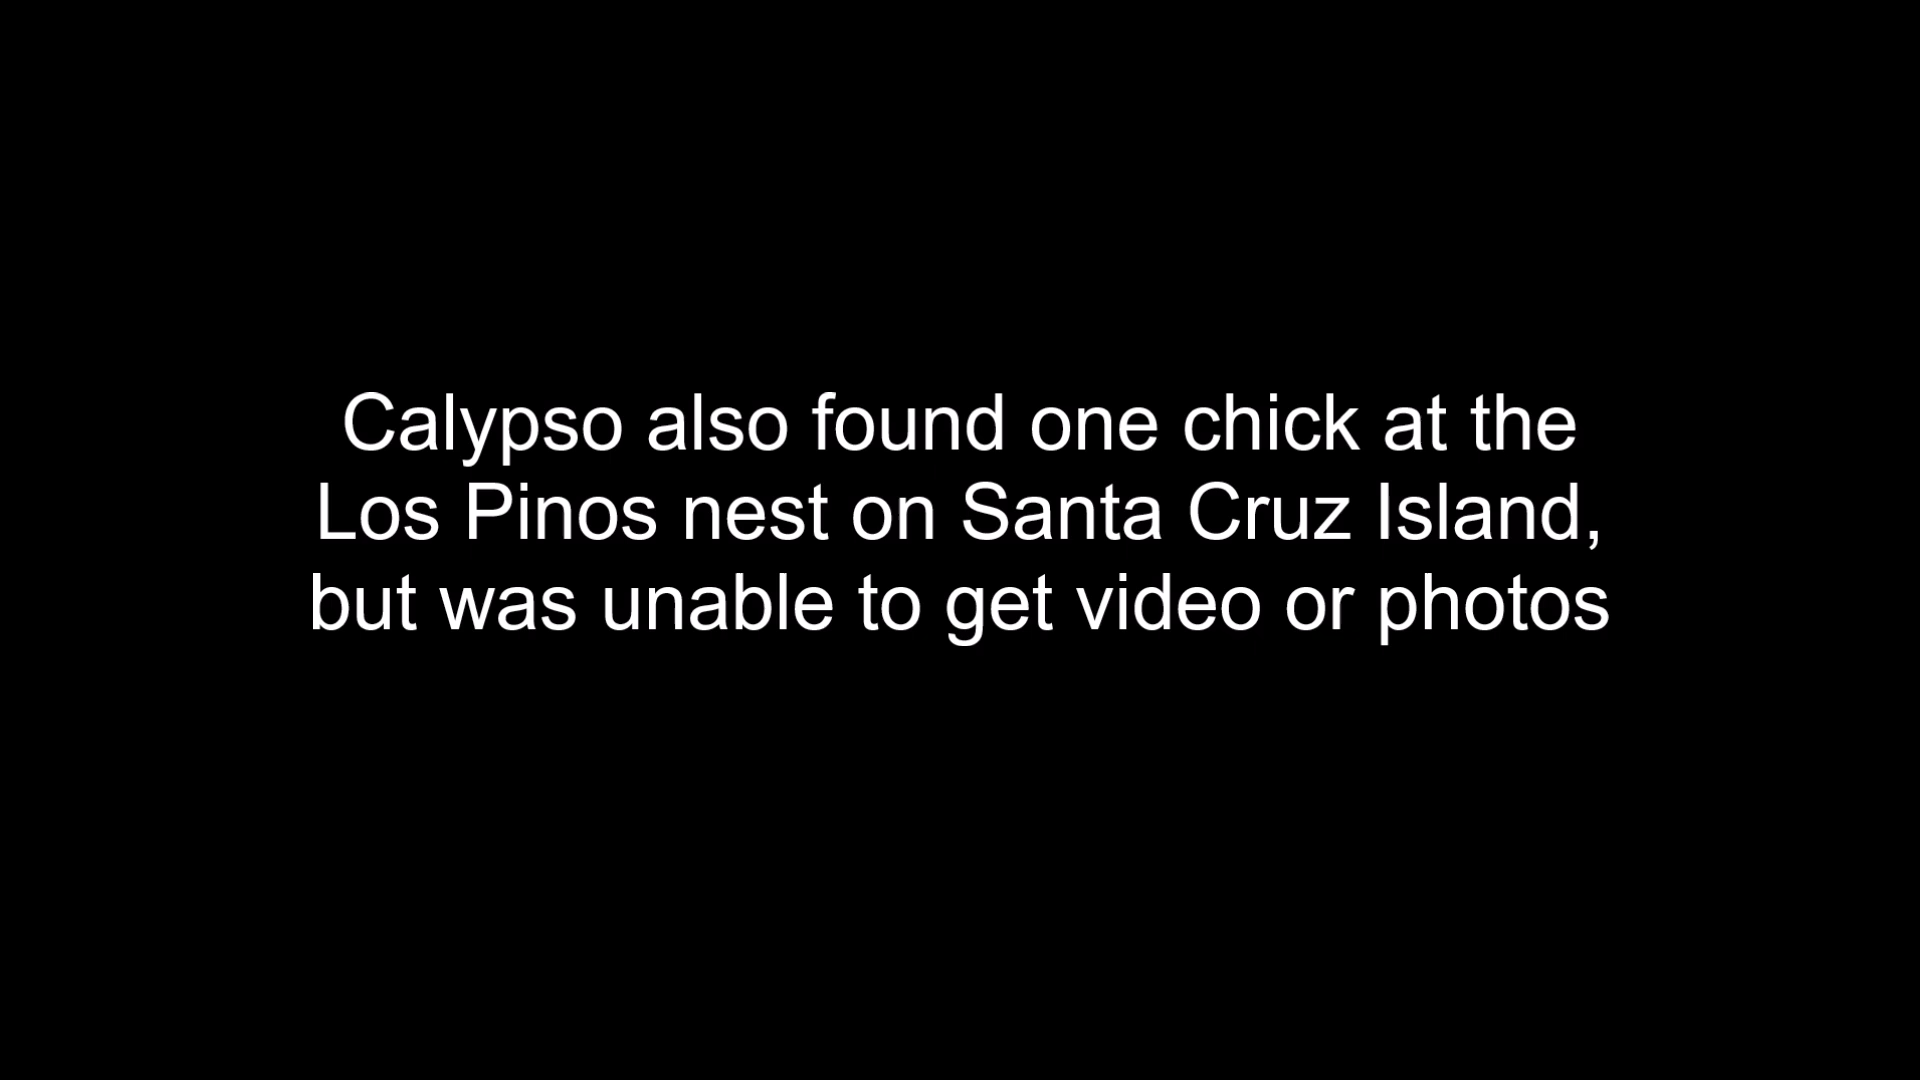 Calypso also found one chick at the
Los Pinos nest on Santa Cruz Island,
but was unable to get video or photos